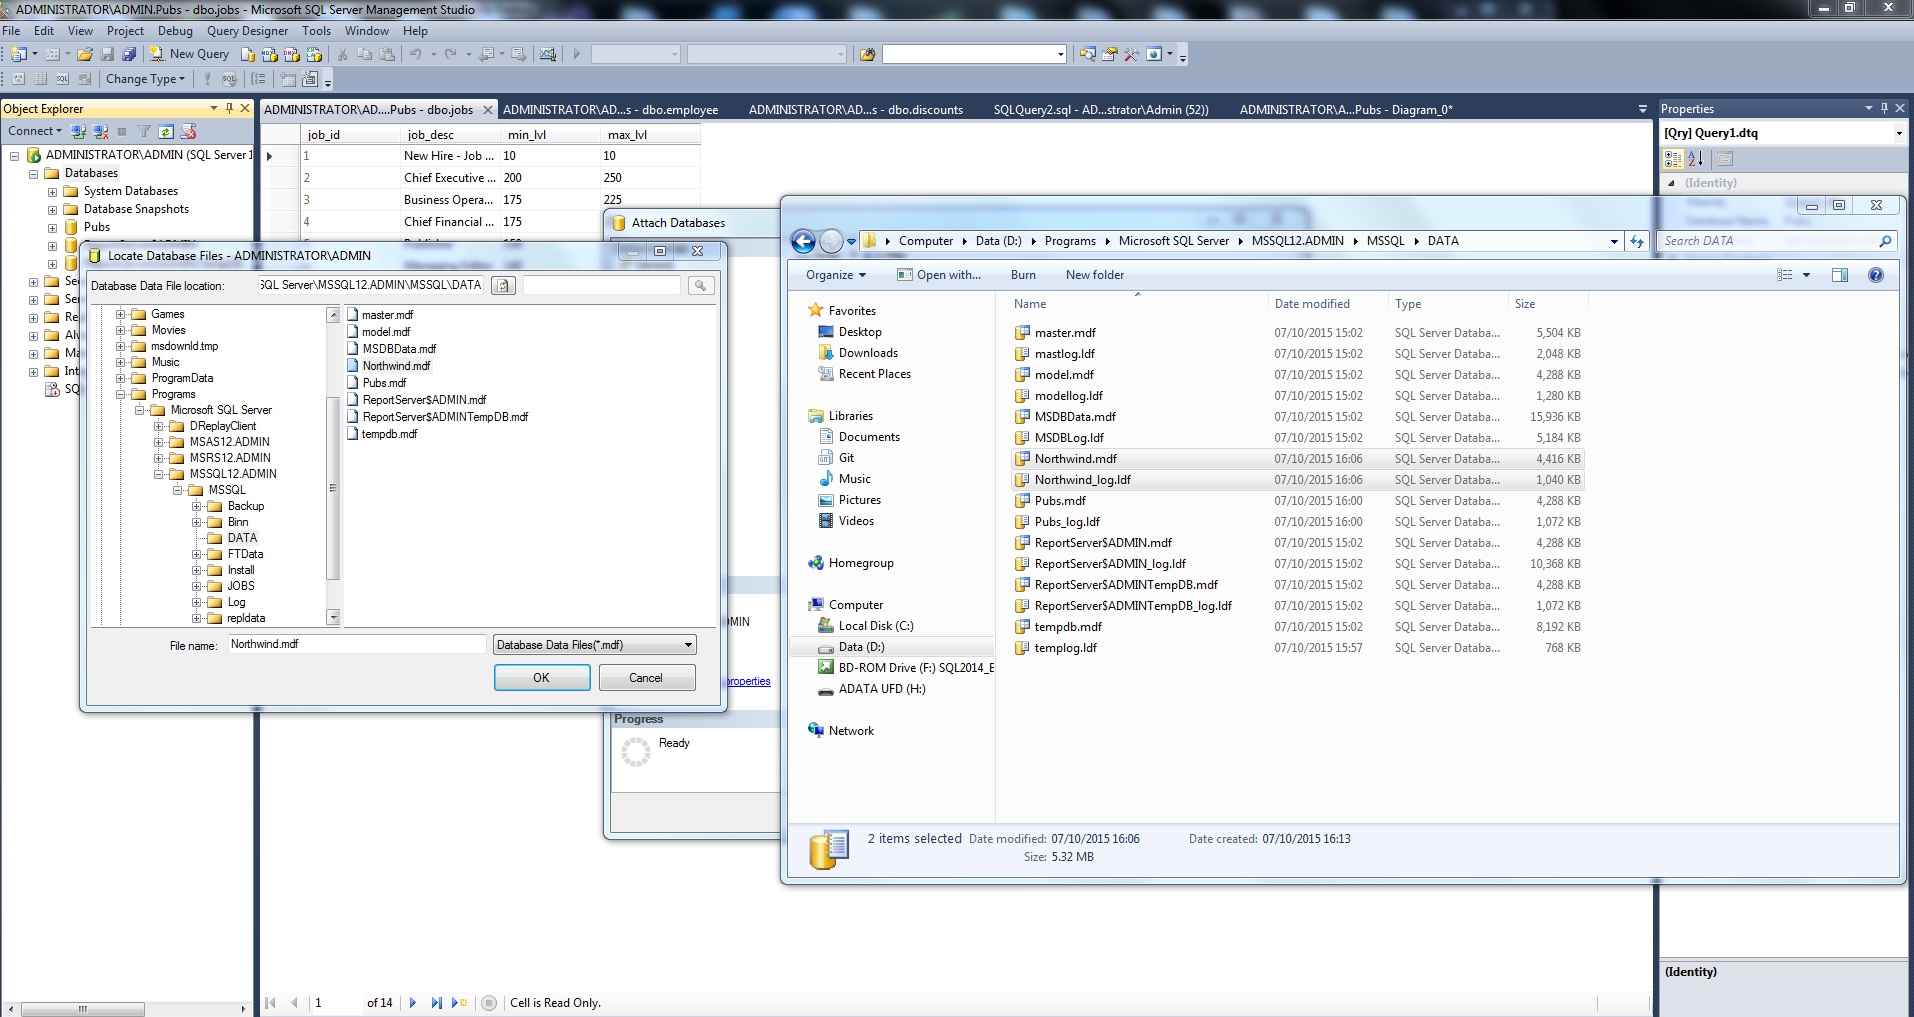 ADMINISTRATOR\ADMIN.Pubs - dbo.jobs - Microsoft SQL Server Management Studio
File Edit View Project Debug Query Designer Tools Window Help
New Query
Change Type
Object Explorer
Connect
ADMINISTRATOR\ADMIN (SQL Server 1
Databases
System Databases
Database Snapshots
Pubs
Sec
Ser
Re
Alv
Ma
Int
SQ
ADMINISTRATOR\AD....Pubs - dbo.jobs
ADMINISTRATOR\AD...s - dbo.employee
ADMINISTRATOR\AD...s - dbo.discounts
SQLQuery2.sql - AD...strator\Admin (52))
ADMINISTRATOR\A...Pubs - Diagram_0*
job_id job_desc min_lvl max_lvl
1 New Hire - Job ... 10 10
2 Chief Executive ... 200 250
3 Business Opera... 175 225
4 Chief Financial ... 175
Attach Databases
Locate Database Files - ADMINISTRATOR\ADMIN
Database Data File location: SQL Server\MSSQL12.ADMIN\MSSQL\DATA
Games
Movies
msdownld.tmp
Music
ProgramData
Programs
Microsoft SQL Server
DReplayClient
MSAS12.ADMIN
MSRS12.ADMIN
MSSQL12.ADMIN
MSSQL
Backup
Binn
DATA
FTData
Install
JOBS
Log
repldata
master.mdf
model.mdf
MSDBData.mdf
Northwind.mdf
Pubs.mdf
ReportServer$ADMIN.mdf
ReportServer$ADMINTempDB.mdf
tempdb.mdf
File name: Northwind.mdf Database Data Files(*.mdf)
OK Cancel
MIN
properties
Progress
Ready
Computer Data (D:) Programs Microsoft SQL Server MSSQL12.ADMIN MSSQL DATA
Search DATA
Organize Open with... Burn New folder
Favorites
Desktop
Downloads
Recent Places
Libraries
Documents
Git
Music
Pictures
Videos
Homegroup
Computer
Local Disk (C:)
Data (D:)
BD-ROM Drive (F:) SQL2014_E
ADATA UFD (H:)
Network
Name Date modified Type Size
master.mdf 07/10/2015 15:02 SQL Server Databa... 5,504 KB
mastlog.ldf 07/10/2015 15:02 SQL Server Databa... 2,048 KB
model.mdf 07/10/2015 15:02 SQL Server Databa... 4,288 KB
modellog.ldf 07/10/2015 15:02 SQL Server Databa... 1,280 KB
MSDBData.mdf 07/10/2015 15:02 SQL Server Databa... 15,936 KB
MSDBLog.ldf 07/10/2015 15:02 SQL Server Databa... 5,184 KB
Northwind.mdf 07/10/2015 16:06 SQL Server Databa... 4,416 KB
Northwind_log.ldf 07/10/2015 16:06 SQL Server Databa... 1,040 KB
Pubs.mdf 07/10/2015 16:00 SQL Server Databa... 4,288 KB
Pubs_log.ldf 07/10/2015 16:00 SQL Server Databa... 1,072 KB
ReportServer$ADMIN.mdf 07/10/2015 15:02 SQL Server Databa... 4,288 KB
ReportServer$ADMIN_log.ldf 07/10/2015 15:02 SQL Server Databa... 10,368 KB
ReportServer$ADMINTempDB.mdf 07/10/2015 15:02 SQL Server Databa... 4,288 KB
ReportServer$ADMINTempDB_log.ldf 07/10/2015 15:02 SQL Server Databa... 1,072 KB
tempdb.mdf 07/10/2015 15:02 SQL Server Databa... 8,192 KB
templog.ldf 07/10/2015 15:57 SQL Server Databa... 768 KB
2 items selected Date modified: 07/10/2015 16:06 Date created: 07/10/2015 16:13
Size: 5.32 MB
Properties
[Qry] Query1.dtq
(Identity)
(Identity)
1 of 14 Cell is Read Only.